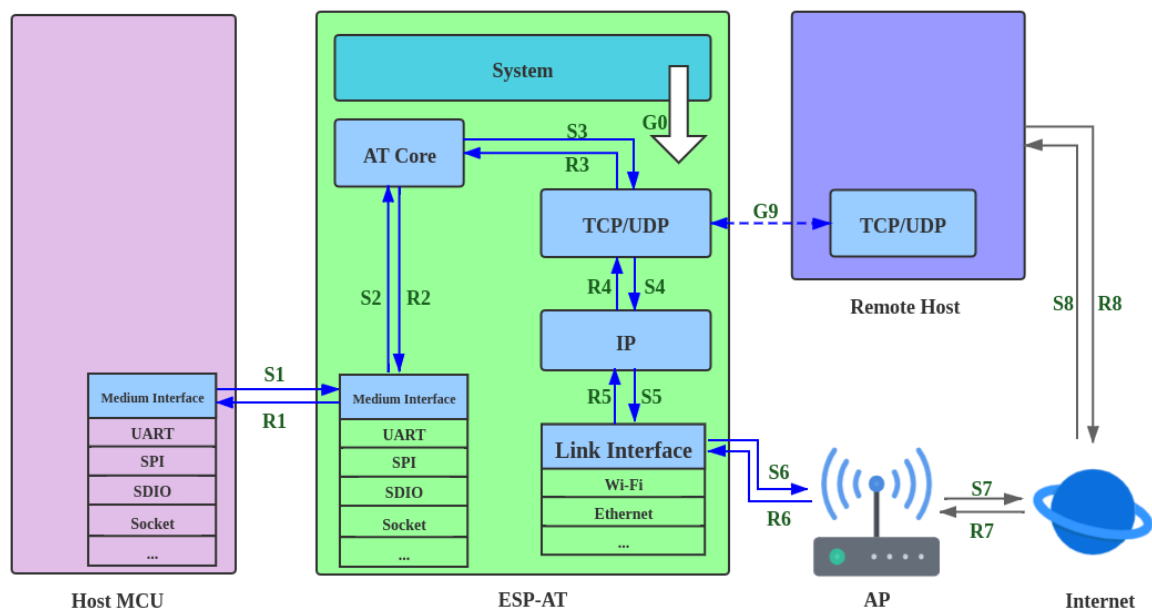 System
G0
AT Core
S3
R3
TCP/UDP
G9
TCP/UDP
S2
R2
R4
S4
Remote Host
S8
R8
IP
S1
R1
Medium Interface
UART
SPI
SDIO
Socket
...
Medium Interface
UART
SPI
SDIO
Socket
...
R5
S5
Link Interface
Wi-Fi
Ethernet
...
S6
R6
S7
R7
Host MCU
ESP-AT
AP
Internet